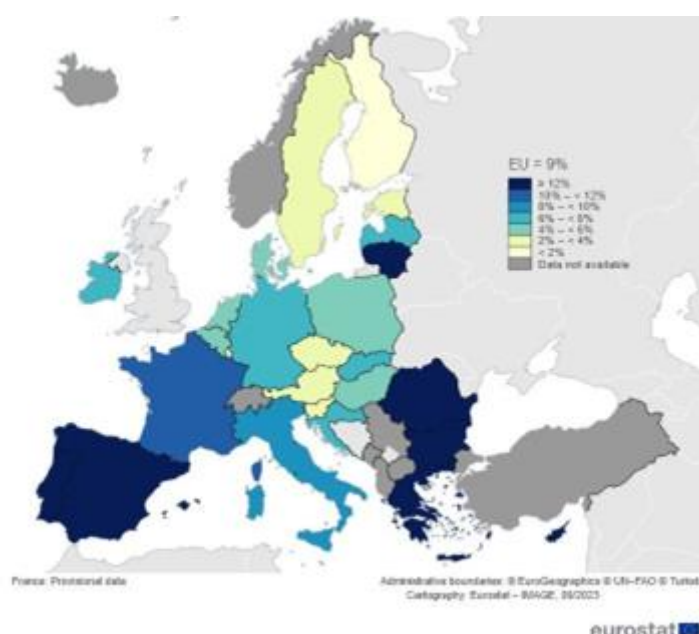 EU = 9%
≥ 12%
10% – < 12%
8% – < 10%
6% – < 8%
4% – < 6%
2% – < 4%
< 2%
Data not available
France: Provisional data
Administrative boundaries: © EuroGeographics © UN–FAO © Turkst
Cartography: Eurostat – IMAGE, 09/2023
eurostat